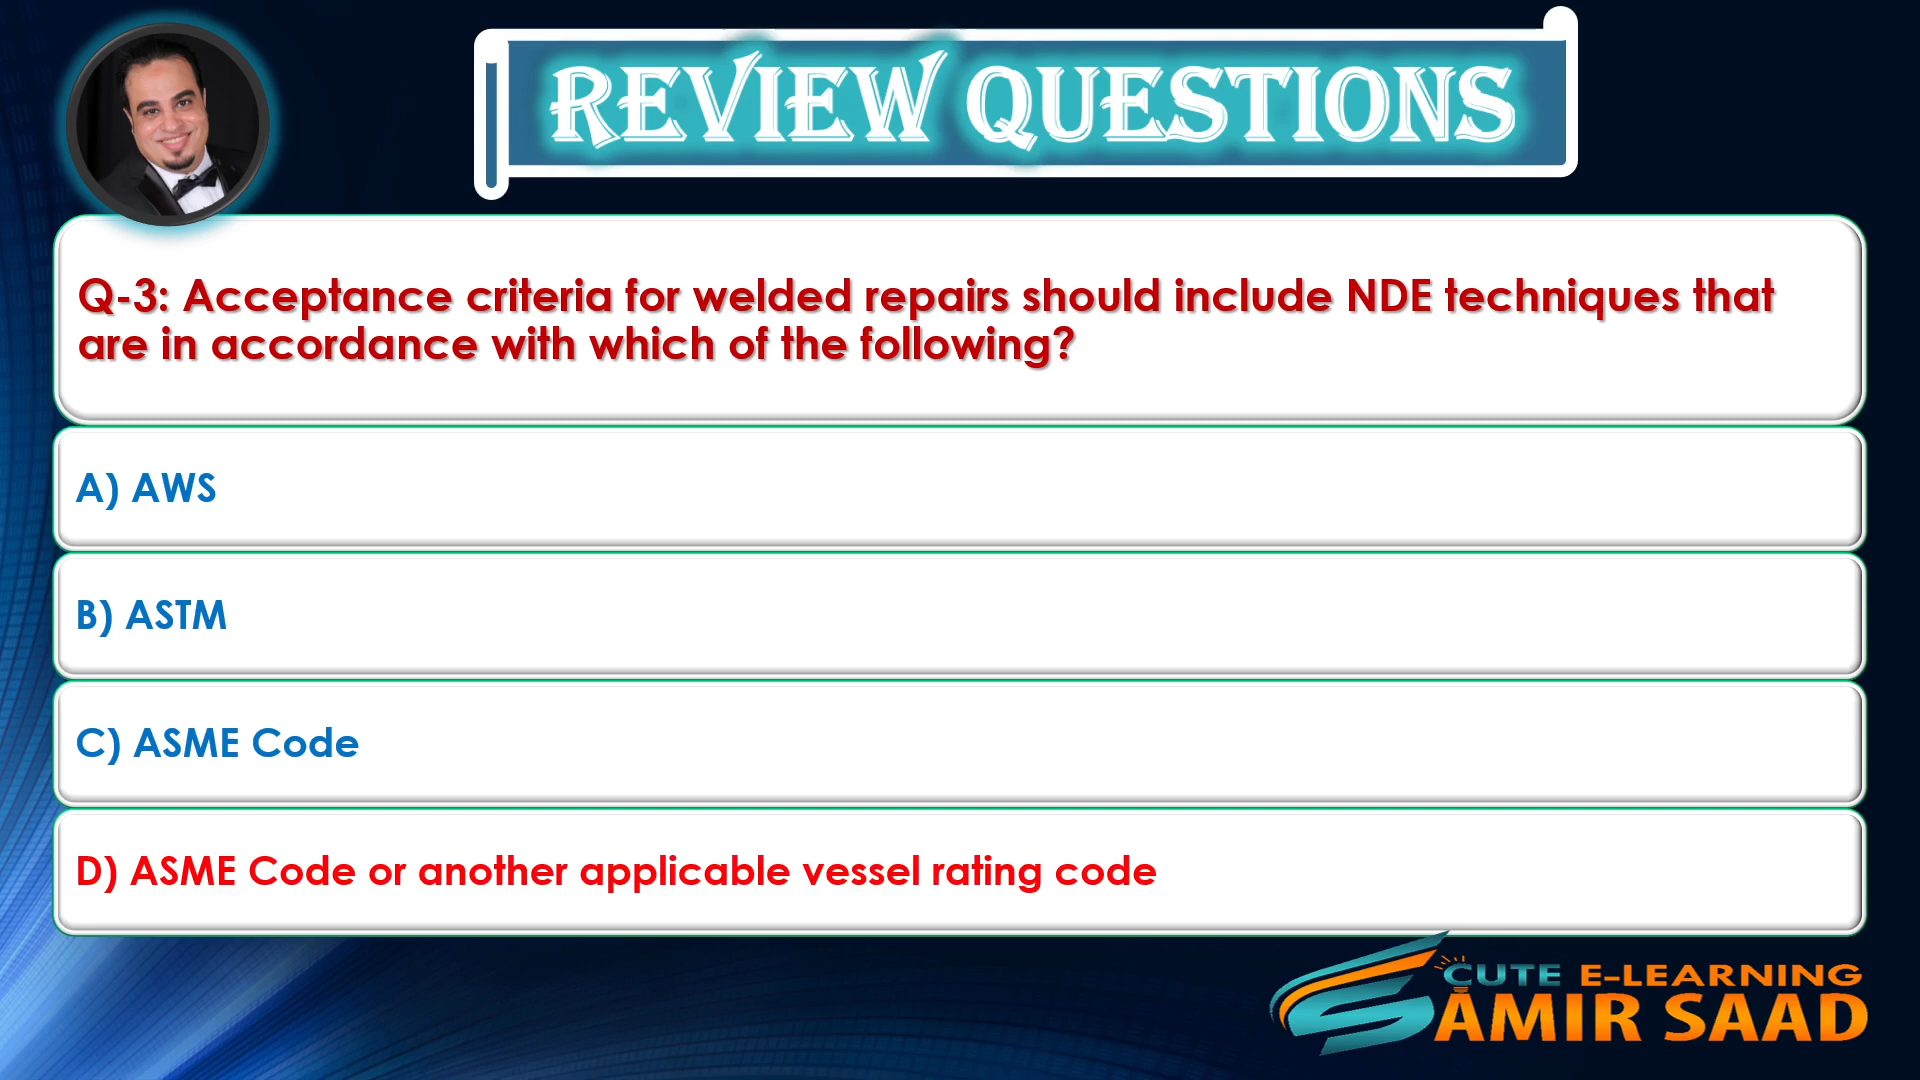 REVIEW QUESTIONS
Q-3: Acceptance criteria for welded repairs should include NDE techniques that
are in accordance with which of the following?
A) AWS
B) ASTM
C) ASME Code
D) ASME Code or another applicable vessel rating code
CUTE E-LEARNING
AMIR SAAD